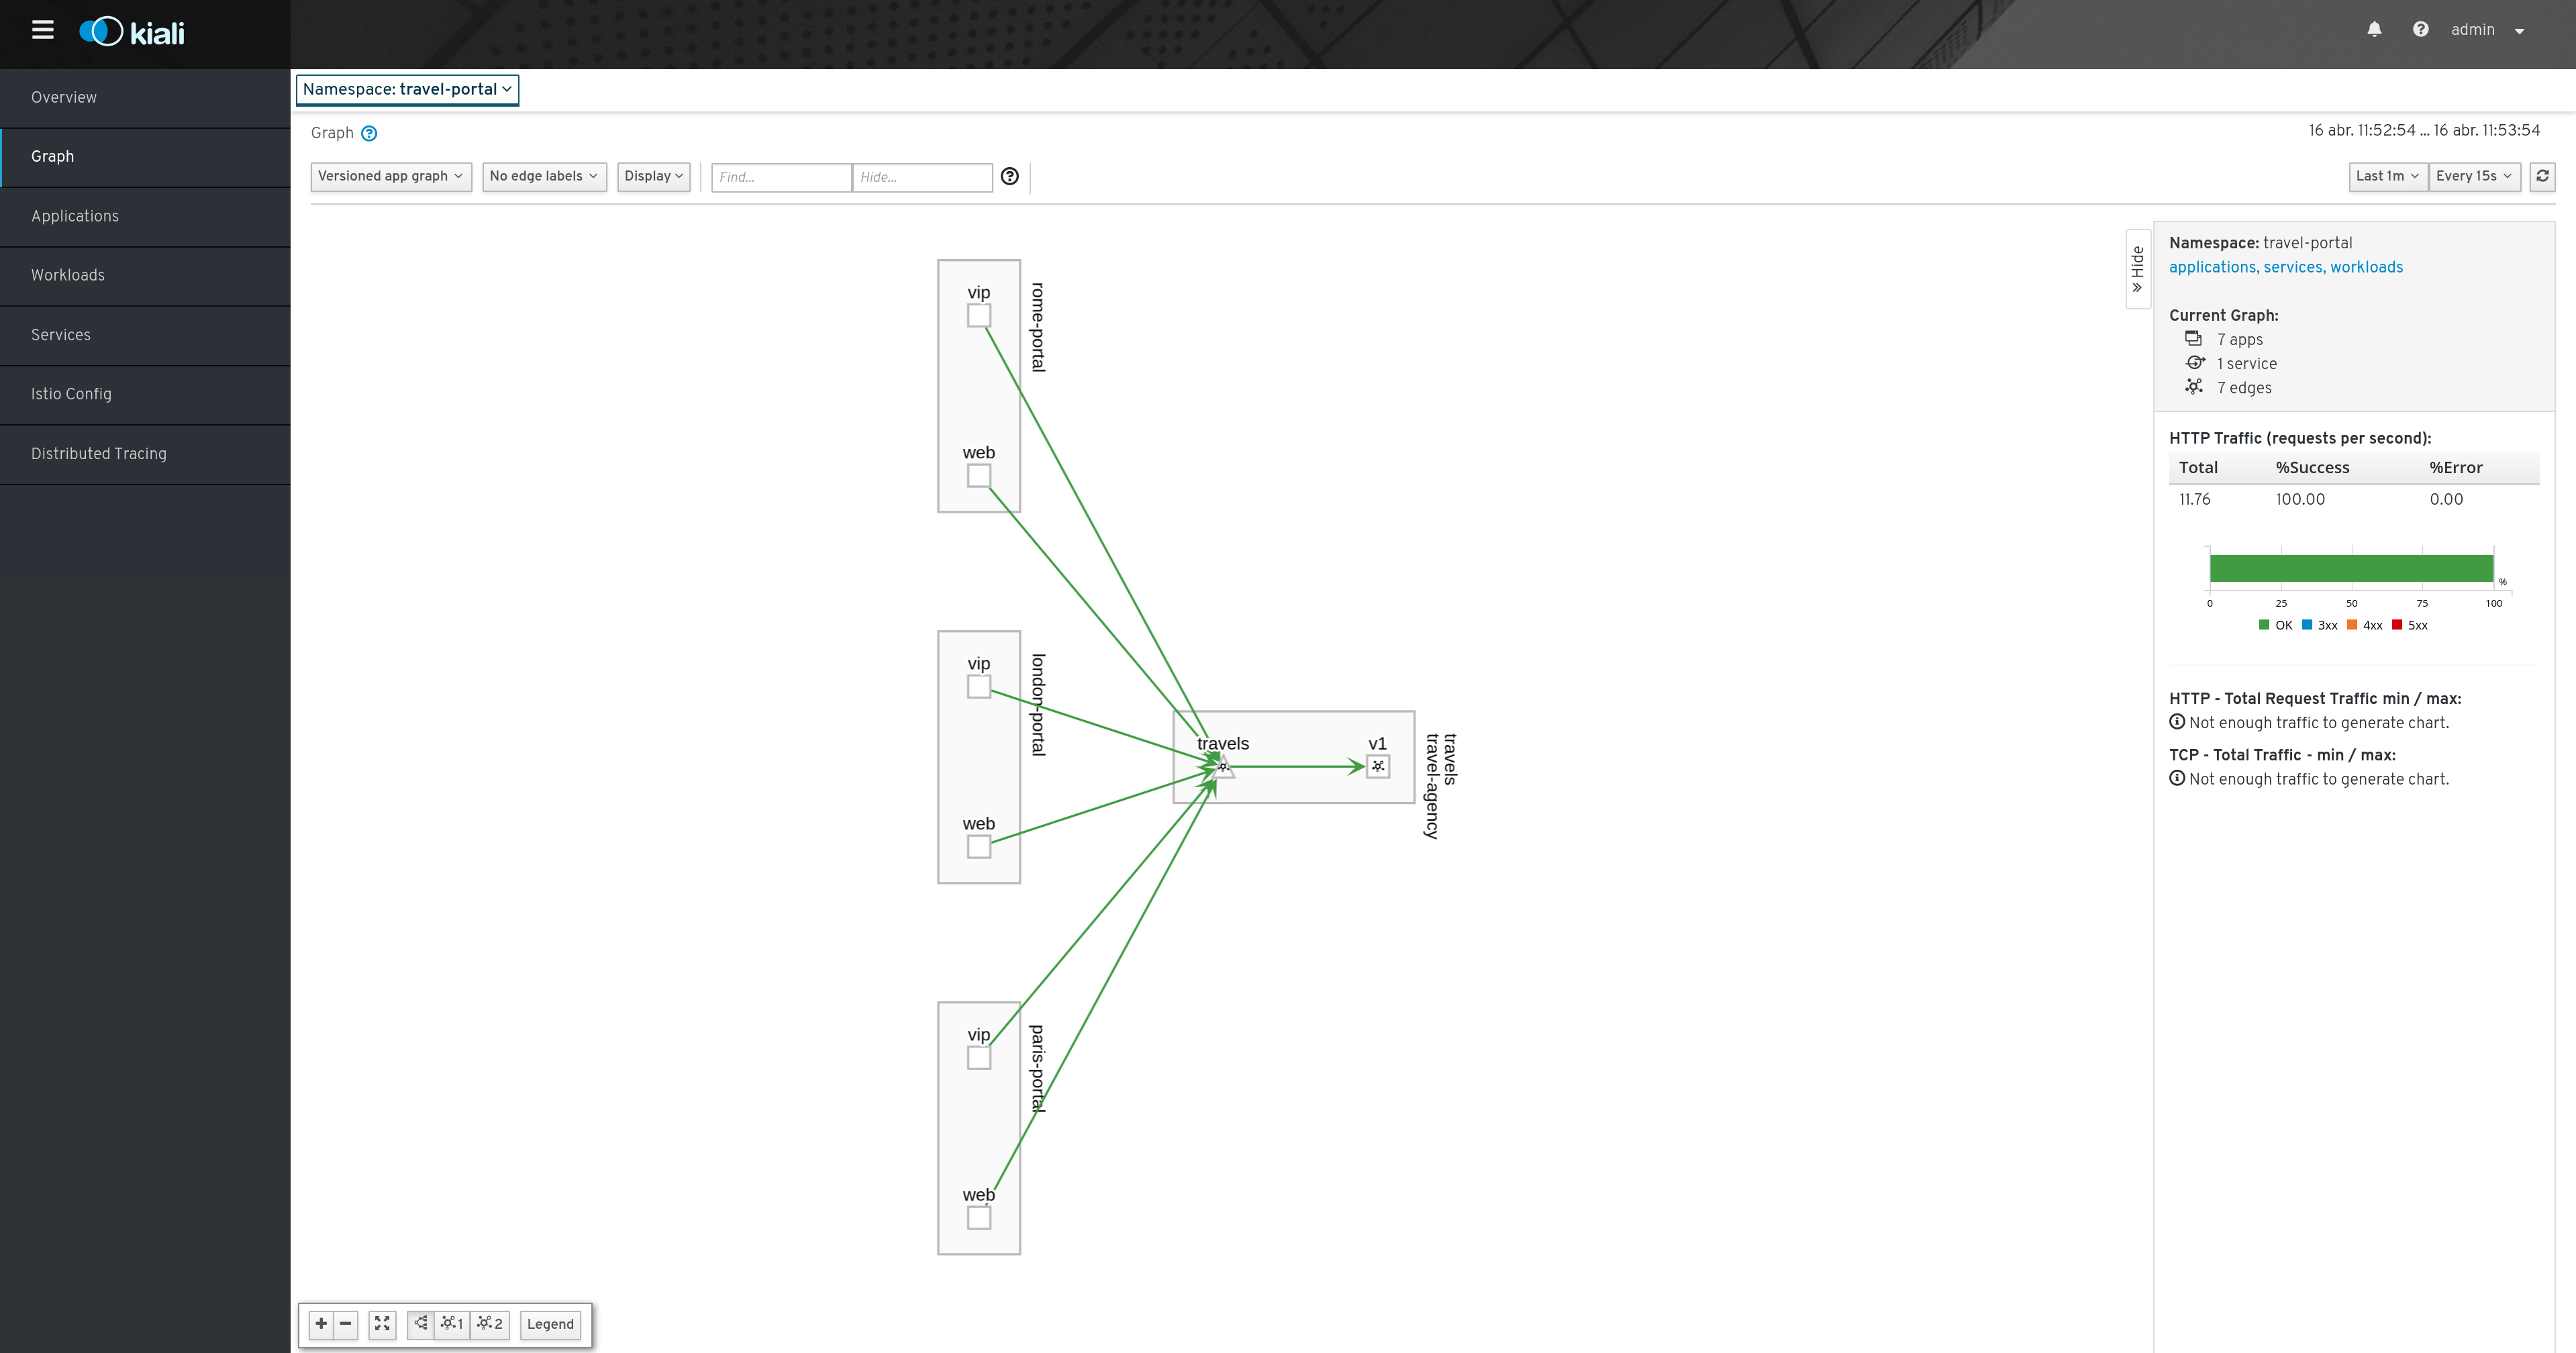 kiali
admin
Overview
Graph
Applications
Workloads
Services
Istio Config
Distributed Tracing
Namespace: travel-portal
Graph
16 abr. 11:52:54 ... 16 abr. 11:53:54
Versioned app graph
No edge labels
Display
Find...
Hide...
Last 1m
Every 15s
vip
web
rome-portal
vip
web
london-portal
vip
web
paris-portal
travels
v1
travels
travel-agency
Hide
Namespace: travel-portal
applications, services, workloads
Current Graph:
7 apps
1 service
7 edges
HTTP Traffic (requests per second):
Total %Success %Error
11.76 100.00 0.00
%
0 25 50 75 100
OK 3xx 4xx 5xx
HTTP - Total Request Traffic min / max:
Not enough traffic to generate chart.
TCP - Total Traffic - min / max:
Not enough traffic to generate chart.
1
2
Legend